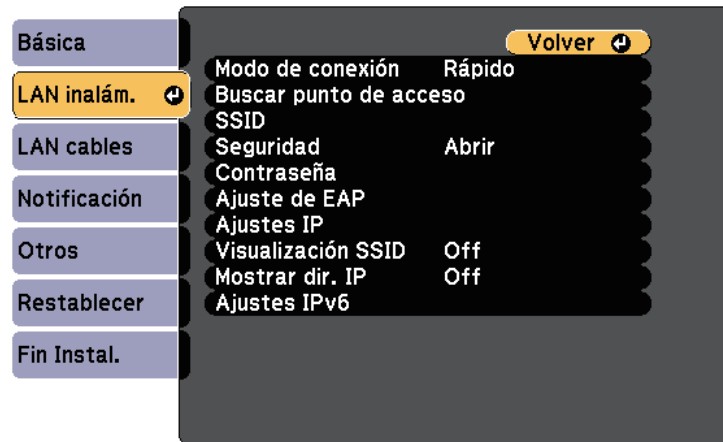 Básica
LAN inalám.
LAN cables
Notificación
Otros
Restablecer
Fin Instal.
Volver
Modo de conexión Rápido
Buscar punto de acceso
SSID
Seguridad Abrir
Contraseña
Ajuste de EAP
Ajustes IP
Visualización SSID Off
Mostrar dir. IP Off
Ajustes IPv6